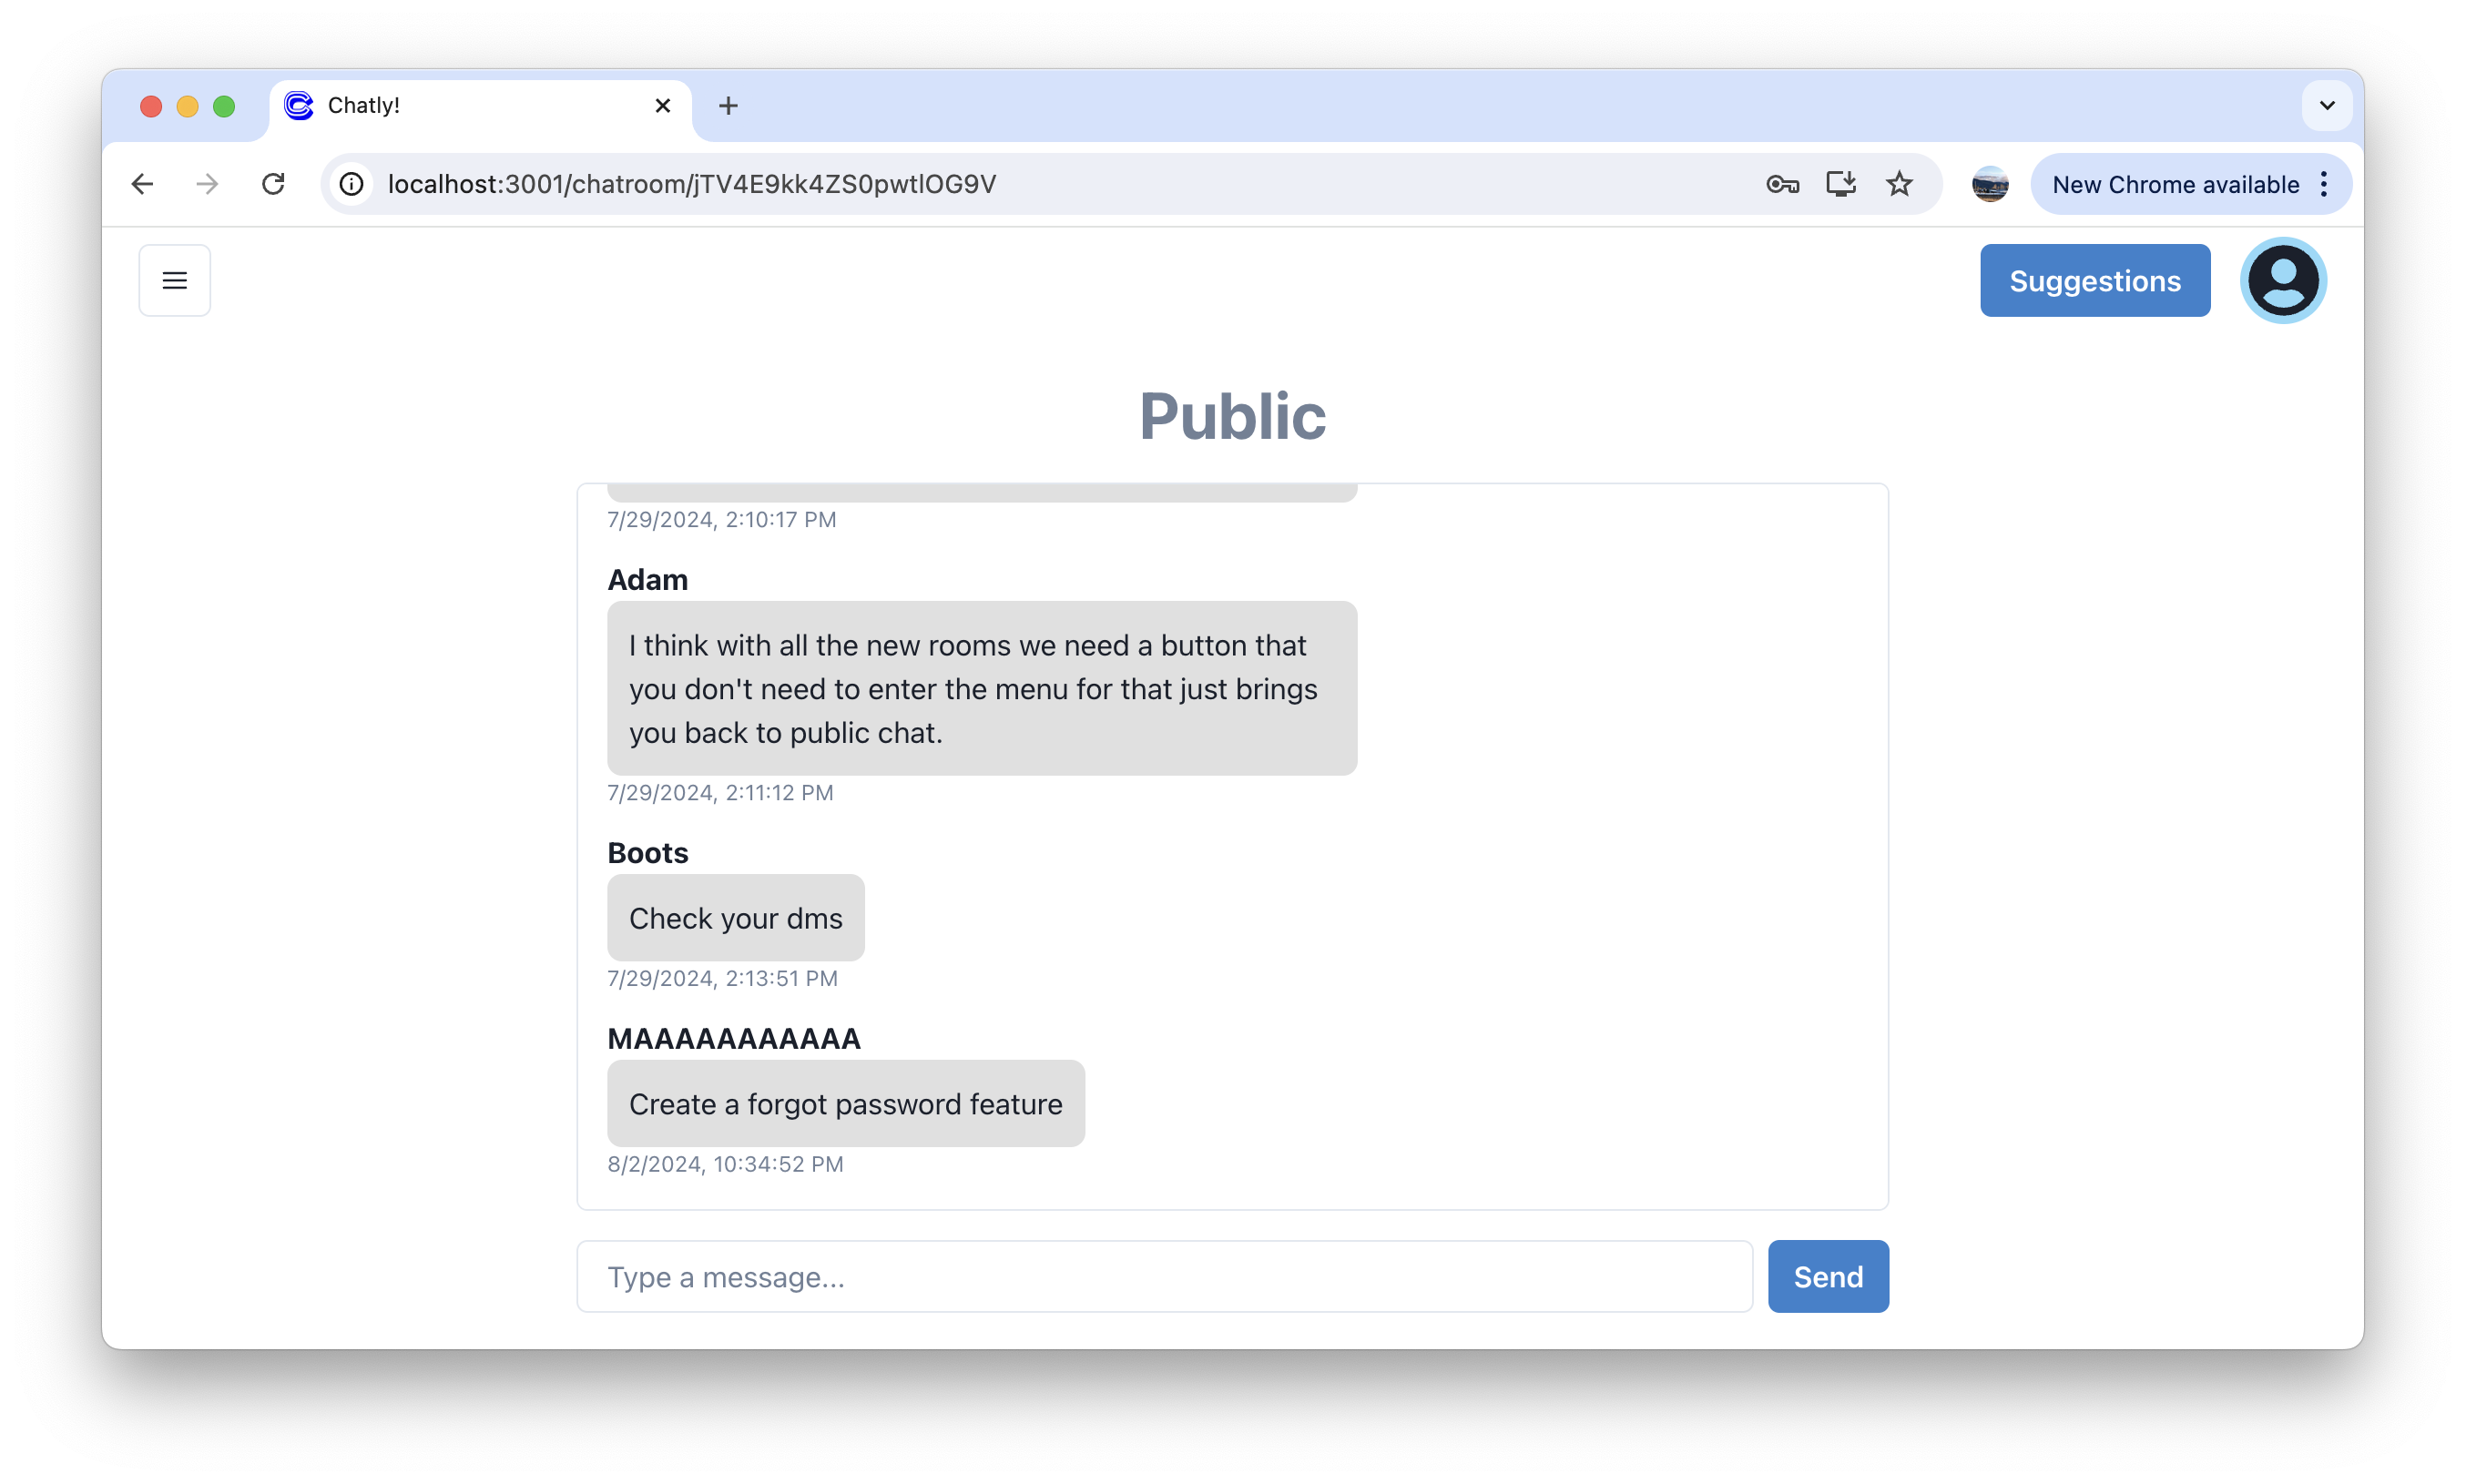 Chatly!
localhost:3001/chatroom/jTV4E9kk4ZS0pwtlOG9V
New Chrome available
Suggestions
Public
7/29/2024, 2:10:17 PM
Adam
I think with all the new rooms we need a button that
you don't need to enter the menu for that just brings
you back to public chat.
7/29/2024, 2:11:12 PM
Boots
Check your dms
7/29/2024, 2:13:51 PM
MAAAAAAAAAAA
Create a forgot password feature
8/2/2024, 10:34:52 PM
Type a message...
Send